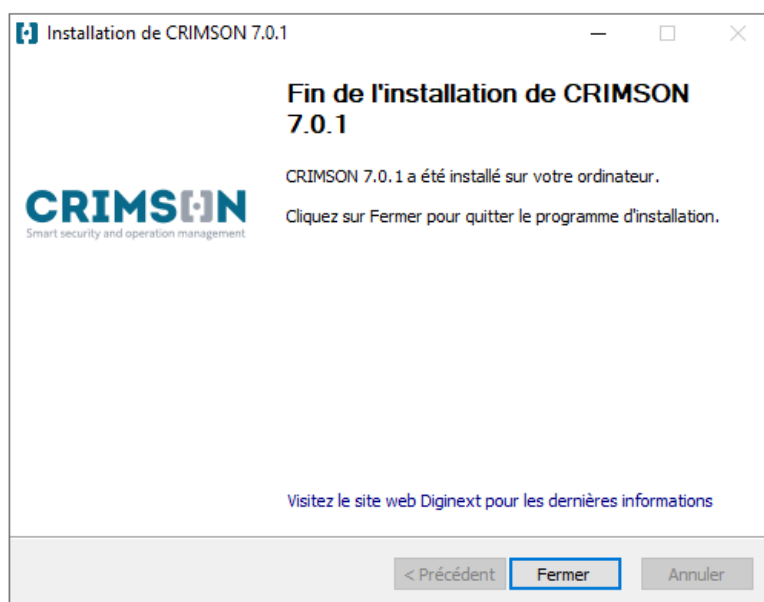 Installation de CRIMSON 7.0.1
Fin de l'installation de CRIMSON
7.0.1
CRIMSON 7.0.1 a été installé sur votre ordinateur.
Cliquez sur Fermer pour quitter le programme d'installation.
CRIMSON
Smart security and operation management
Visitez le site web Diginext pour les dernières informations
< Précédent
Fermer
Annuler